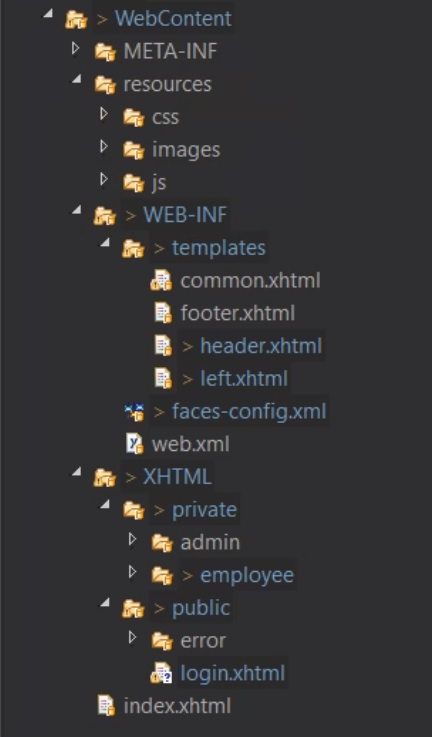 > WebContent
META-INF
resources
css
images
js
> WEB-INF
> templates
common.xhtml
footer.xhtml
> header.xhtml
> left.xhtml
> faces-config.xml
web.xml
> XHTML
> private
admin
> employee
> public
error
login.xhtml
index.xhtml